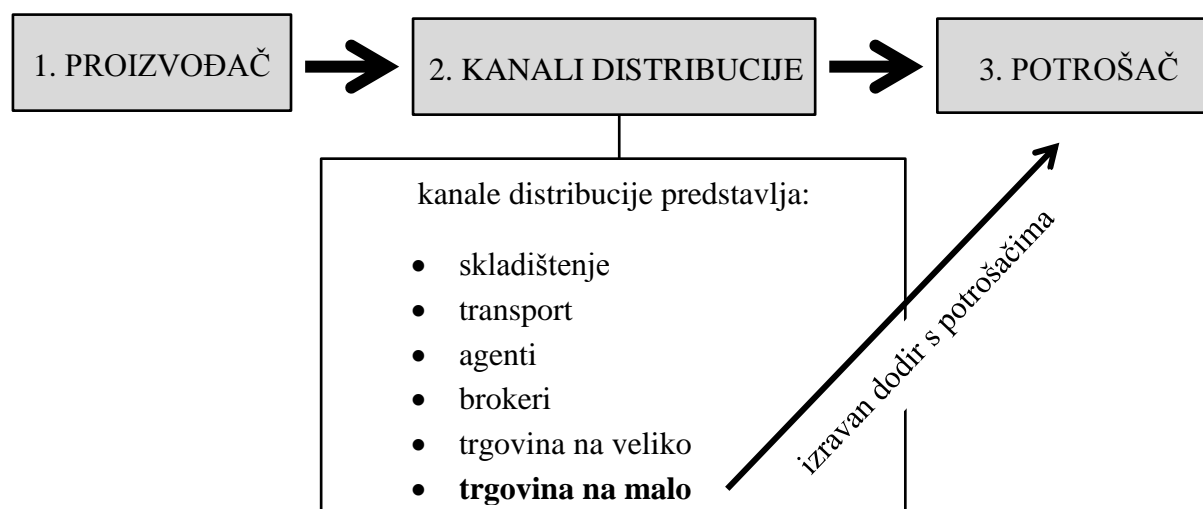 1. PROIZVOĐAČ
2. KANALI DISTRIBUCIJE
3. POTROŠAČ
kanale distribucije predstavlja:
• skladištenje
• transport
• agenti
• brokeri
• trgovina na veliko
• trgovina na malo
izravan dodir s potrošačima